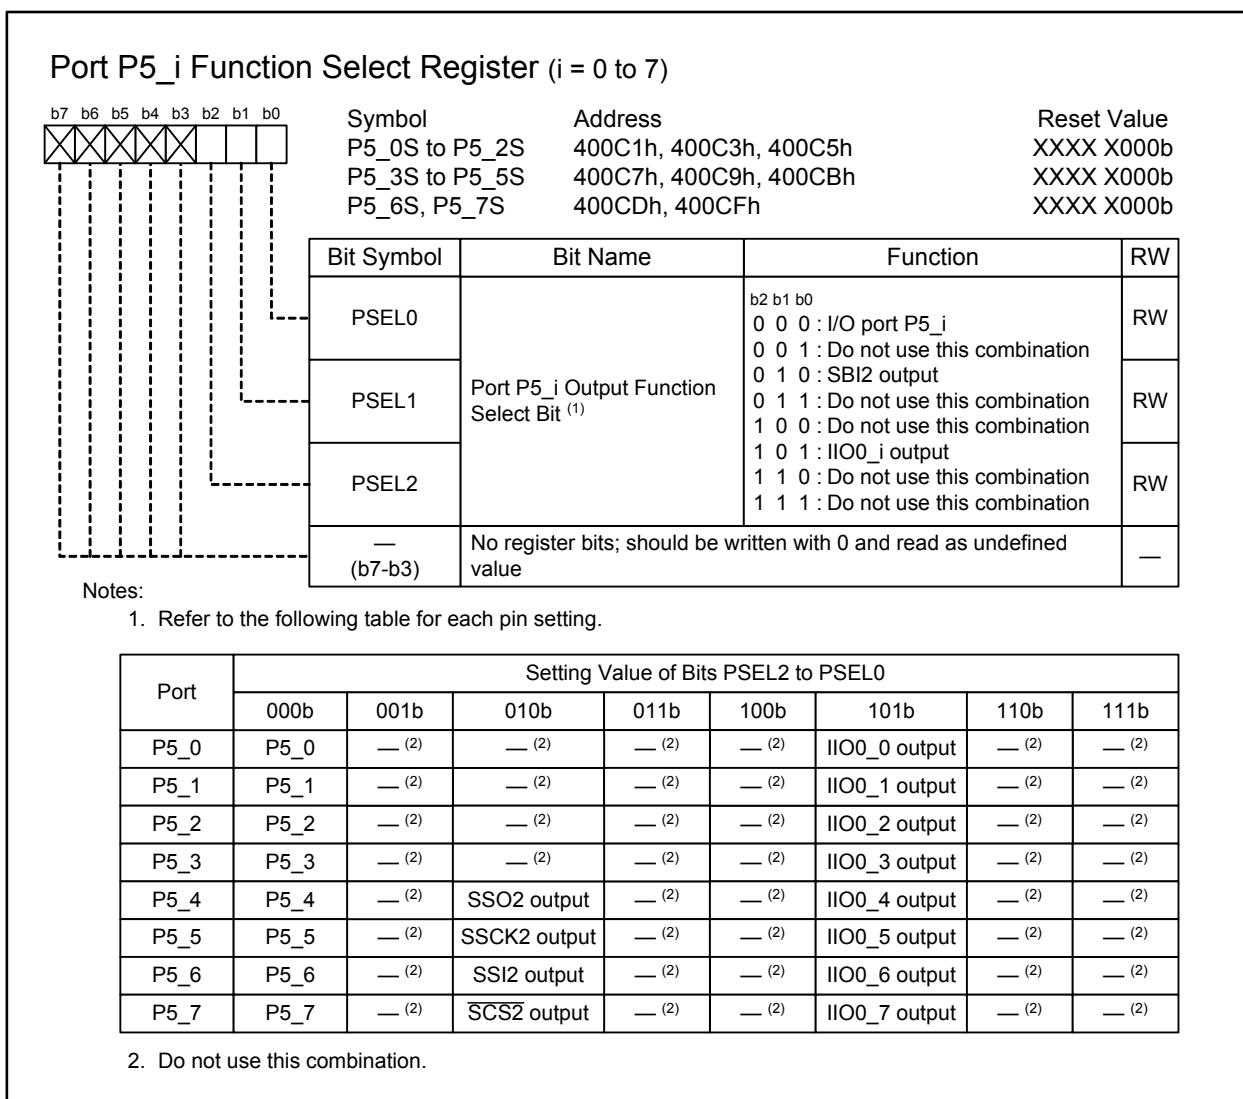 Port P5_i Function Select Register (i = 0 to 7)
b7 b6 b5 b4 b3 b2 b1 b0
Symbol Address Reset Value
P5_0S to P5_2S 400C1h, 400C3h, 400C5h XXXX X000b
P5_3S to P5_5S 400C7h, 400C9h, 400CBh XXXX X000b
P5_6S, P5_7S 400CDh, 400CFh XXXX X000b
Bit Symbol Bit Name Function RW
PSEL0 RW
PSEL1 RW
PSEL2 RW
Port P5_i Output Function
Select Bit (1)
b2 b1 b0
0 0 0 : I/O port P5_i
0 0 1 : Do not use this combination
0 1 0 : SBI2 output
0 1 1 : Do not use this combination
1 0 0 : Do not use this combination
1 0 1 : IIO0_i output
1 1 0 : Do not use this combination
1 1 1 : Do not use this combination
—
(b7-b3)
No register bits; should be written with 0 and read as undefined
value
—
Notes:
1. Refer to the following table for each pin setting.
Port Setting Value of Bits PSEL2 to PSEL0
000b 001b 010b 011b 100b 101b 110b 111b
P5_0 P5_0 — (2) — (2) — (2) — (2) IIO0_0 output — (2) — (2)
P5_1 P5_1 — (2) — (2) — (2) — (2) IIO0_1 output — (2) — (2)
P5_2 P5_2 — (2) — (2) — (2) — (2) IIO0_2 output — (2) — (2)
P5_3 P5_3 — (2) — (2) — (2) — (2) IIO0_3 output — (2) — (2)
P5_4 P5_4 — (2) SSO2 output — (2) — (2) IIO0_4 output — (2) — (2)
P5_5 P5_5 — (2) SSCK2 output — (2) — (2) IIO0_5 output — (2) — (2)
P5_6 P5_6 — (2) SSI2 output — (2) — (2) IIO0_6 output — (2) — (2)
P5_7 P5_7 — (2) S̅C̅S̅2̅ output — (2) — (2) IIO0_7 output — (2) — (2)
2. Do not use this combination.